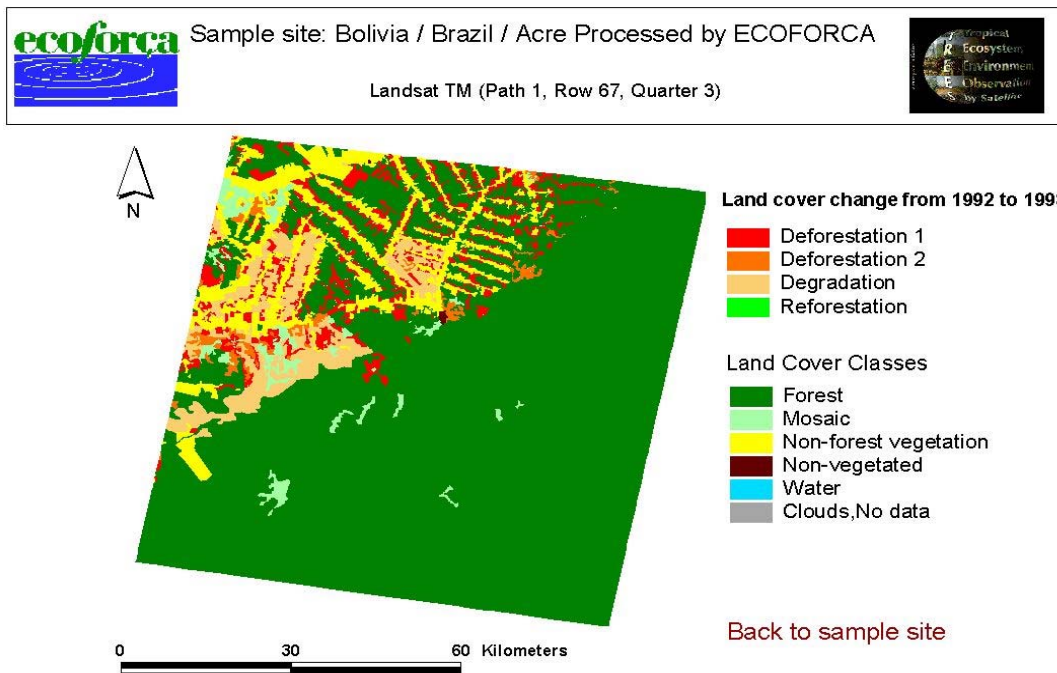 ecoforça
Sample site: Bolivia / Brazil / Acre Processed by ECOFORCA
Landsat TM (Path 1, Row 67, Quarter 3)
TREES
Tropical
Ecosystem
Environment
Observation
by Satellite
N
Land cover change from 1992 to 1998
Deforestation 1
Deforestation 2
Degradation
Reforestation
Land Cover Classes
Forest
Mosaic
Non-forest vegetation
Non-vegetated
Water
Clouds,No data
Back to sample site
0 30 60 Kilometers